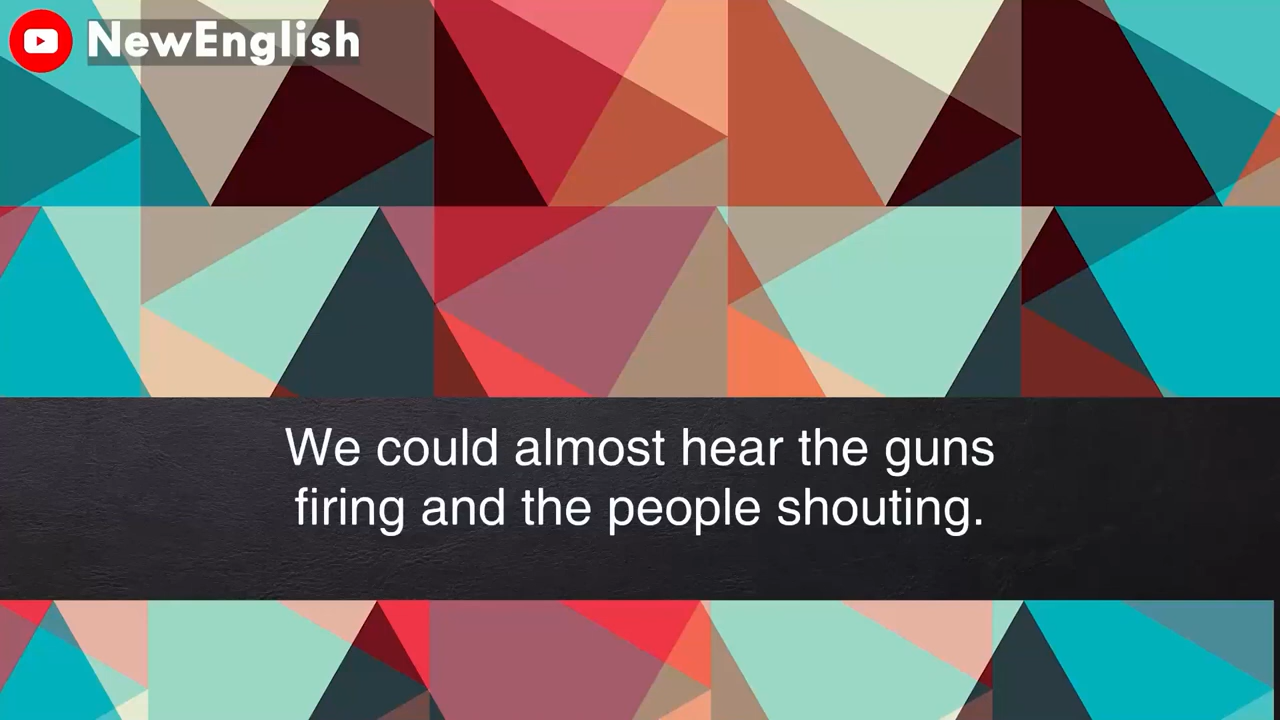 NewEnglish
We could almost hear the guns
firing and the people shouting.